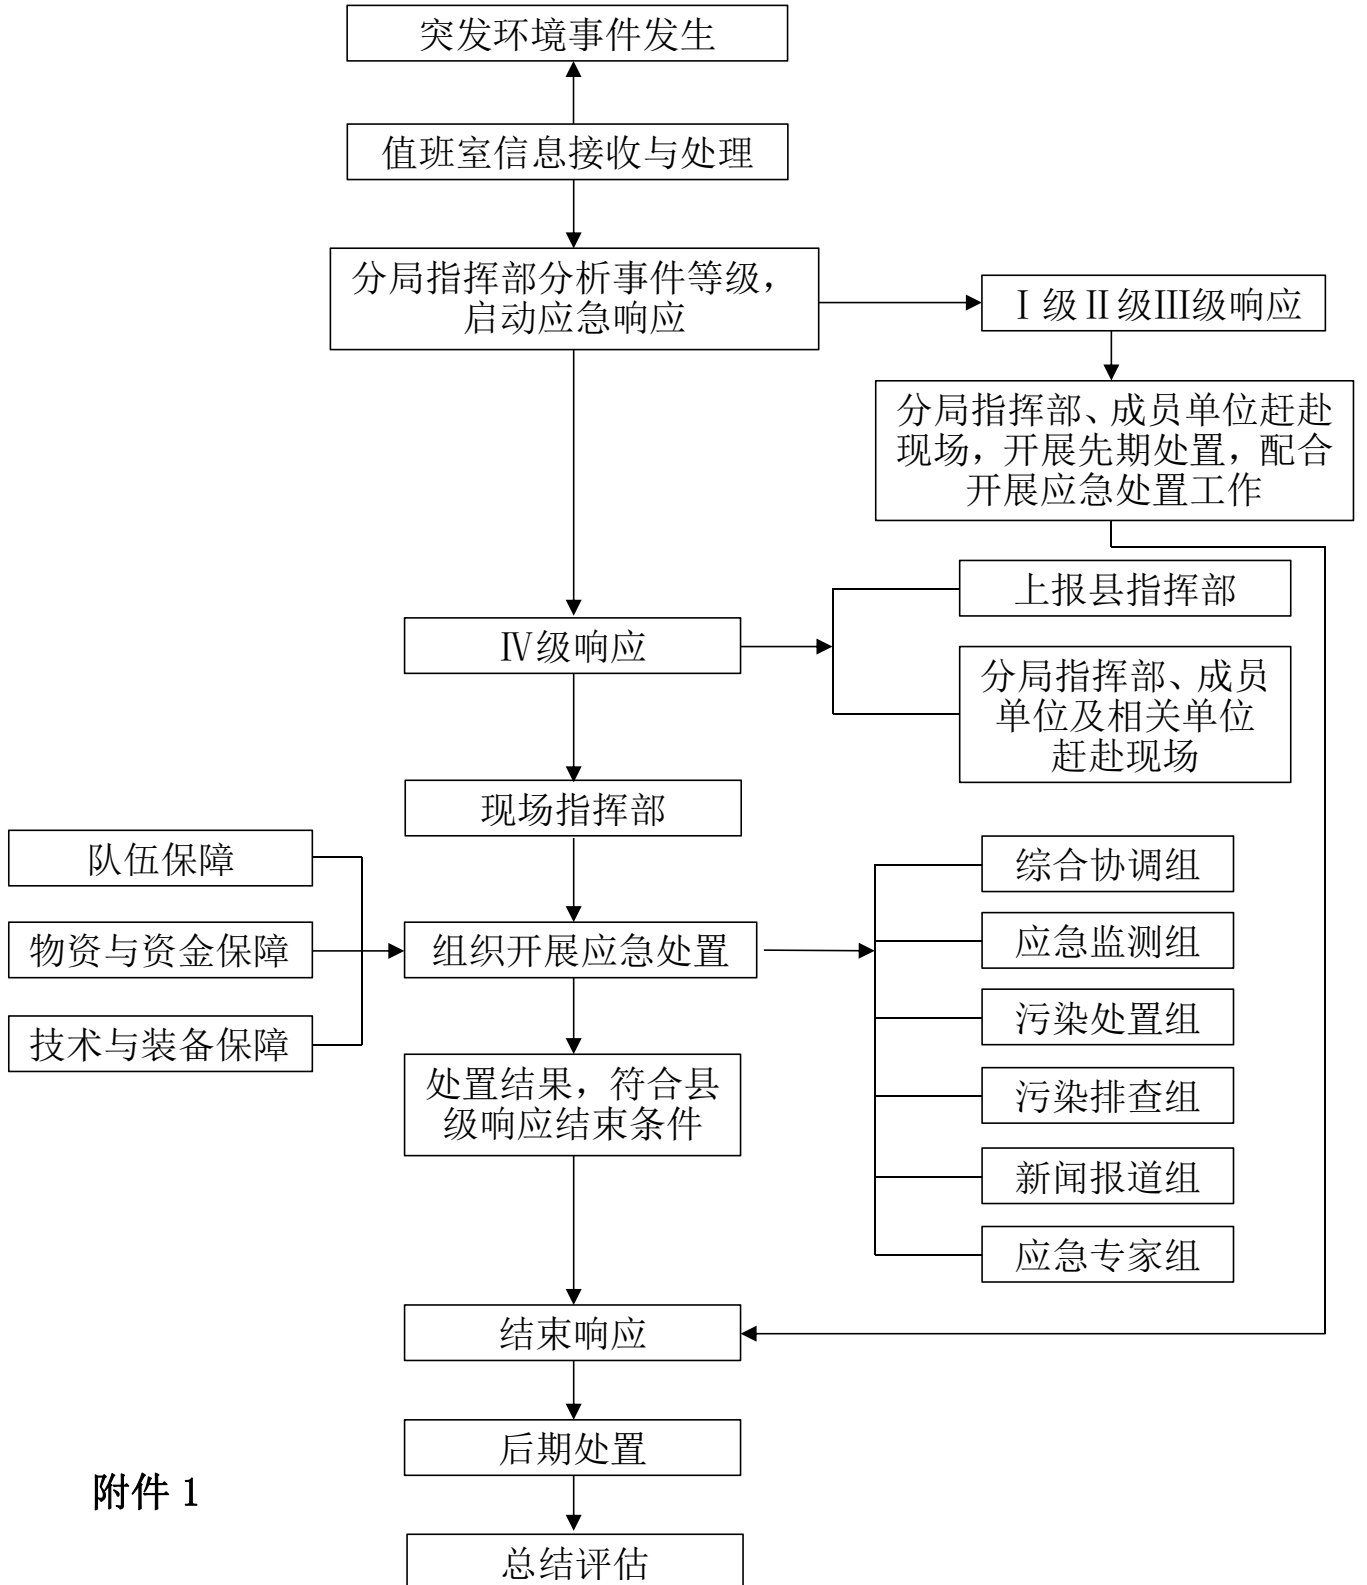 突发环境事件发生
值班室信息接收与处理
分局指挥部分析事件等级，
启动应急响应
Ⅰ级Ⅱ级Ⅲ级响应
分局指挥部、成员单位赶赴
现场，开展先期处置，配合
开展应急处置工作
上报县指挥部
Ⅳ级响应
分局指挥部、成员
单位及相关单位
赶赴现场
现场指挥部
队伍保障
物资与资金保障
技术与装备保障
组织开展应急处置
综合协调组
应急监测组
污染处置组
污染排查组
新闻报道组
应急专家组
处置结果，符合县
级响应结束条件
结束响应
后期处置
附件 1
总结评估